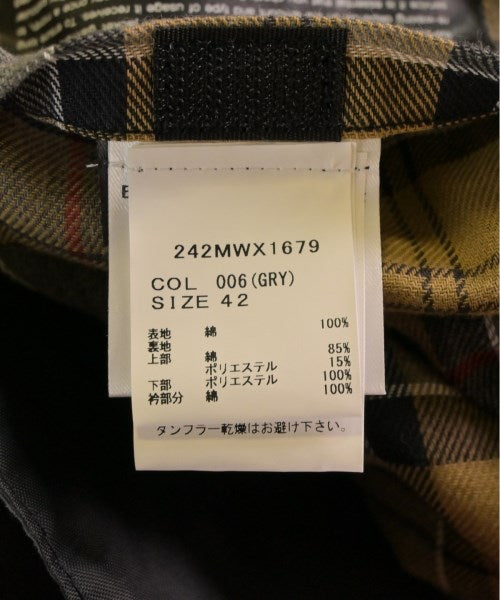 242MWX1679
COL 006(GRY)
SIZE 42
表地 綿 100%
裏地
上部 綿 85%
ポリエステル 15%
下部 ポリエステル 100%
衿部分 綿 100%
タンフラー乾燥はお避け下さい。